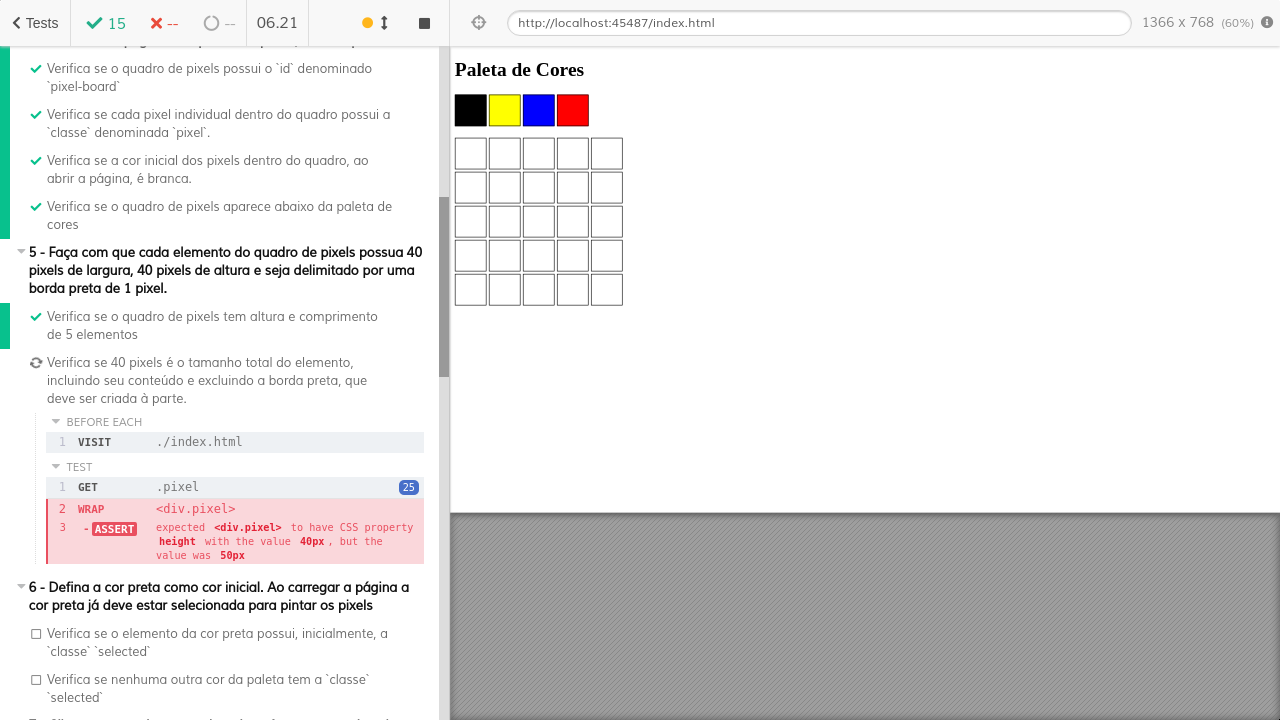 Tests
15
--
--
06.21
http://localhost:45487/index.html
1366 x 768 (60%)
Verifica se o quadro de pixels possui o `id` denominado
`pixel-board`
Verifica se cada pixel individual dentro do quadro possui a
`classe` denominada `pixel`.
Verifica se a cor inicial dos pixels dentro do quadro, ao
abrir a página, é branca.
Verifica se o quadro de pixels aparece abaixo da paleta de
cores
5 - Faça com que cada elemento do quadro de pixels possua 40
pixels de largura, 40 pixels de altura e seja delimitado por uma
borda preta de 1 pixel.
Verifica se o quadro de pixels tem altura e comprimento
de 5 elementos
Verifica se 40 pixels é o tamanho total do elemento,
incluindo seu conteúdo e excluindo a borda preta, que
deve ser criada à parte.
BEFORE EACH
1 VISIT ./index.html
TEST
1 GET .pixel 25
2 WRAP <div.pixel>
3 -ASSERT expected <div.pixel> to have CSS property
height with the value 40px, but the
value was 50px
6 - Defina a cor preta como cor inicial. Ao carregar a página a
cor preta já deve estar selecionada para pintar os pixels
Verifica se o elemento da cor preta possui, inicialmente, a
`classe` `selected`
Verifica se nenhuma outra cor da paleta tem a `classe`
`selected`
Paleta de Cores